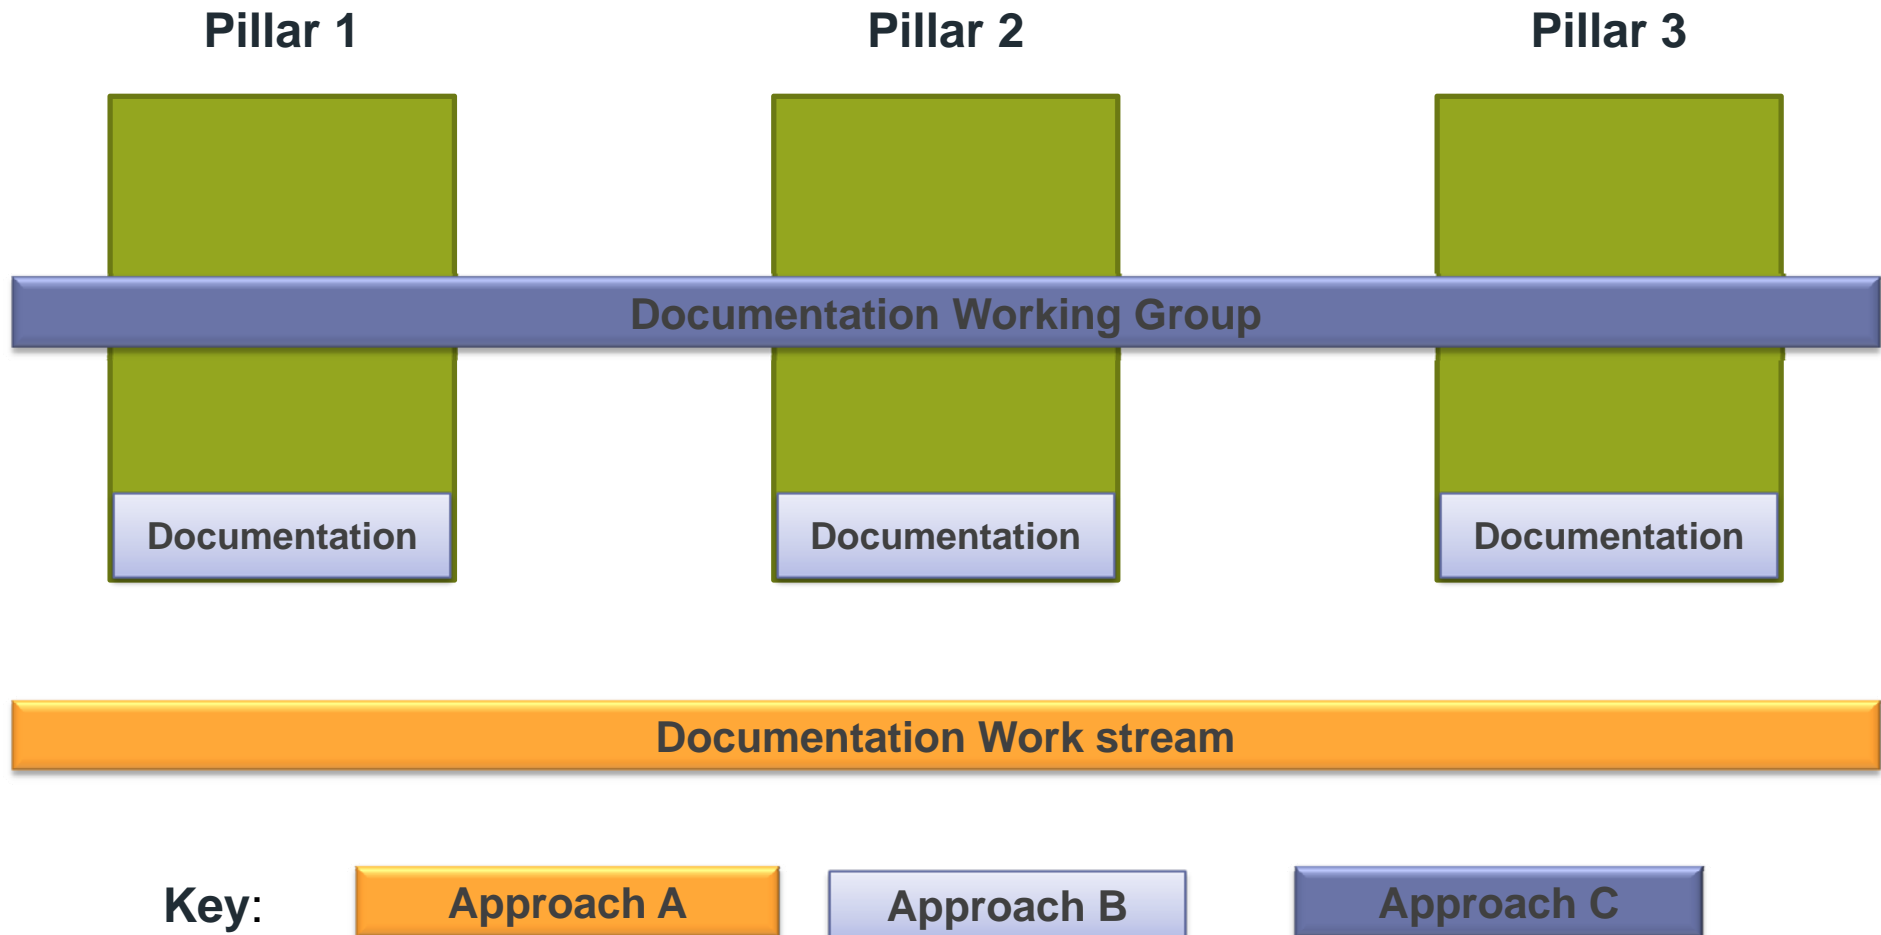 Pillar 1
Pillar 2
Pillar 3
Documentation Working Group
Documentation
Documentation
Documentation
Documentation Work stream
Key:
Approach A
Approach B
Approach C